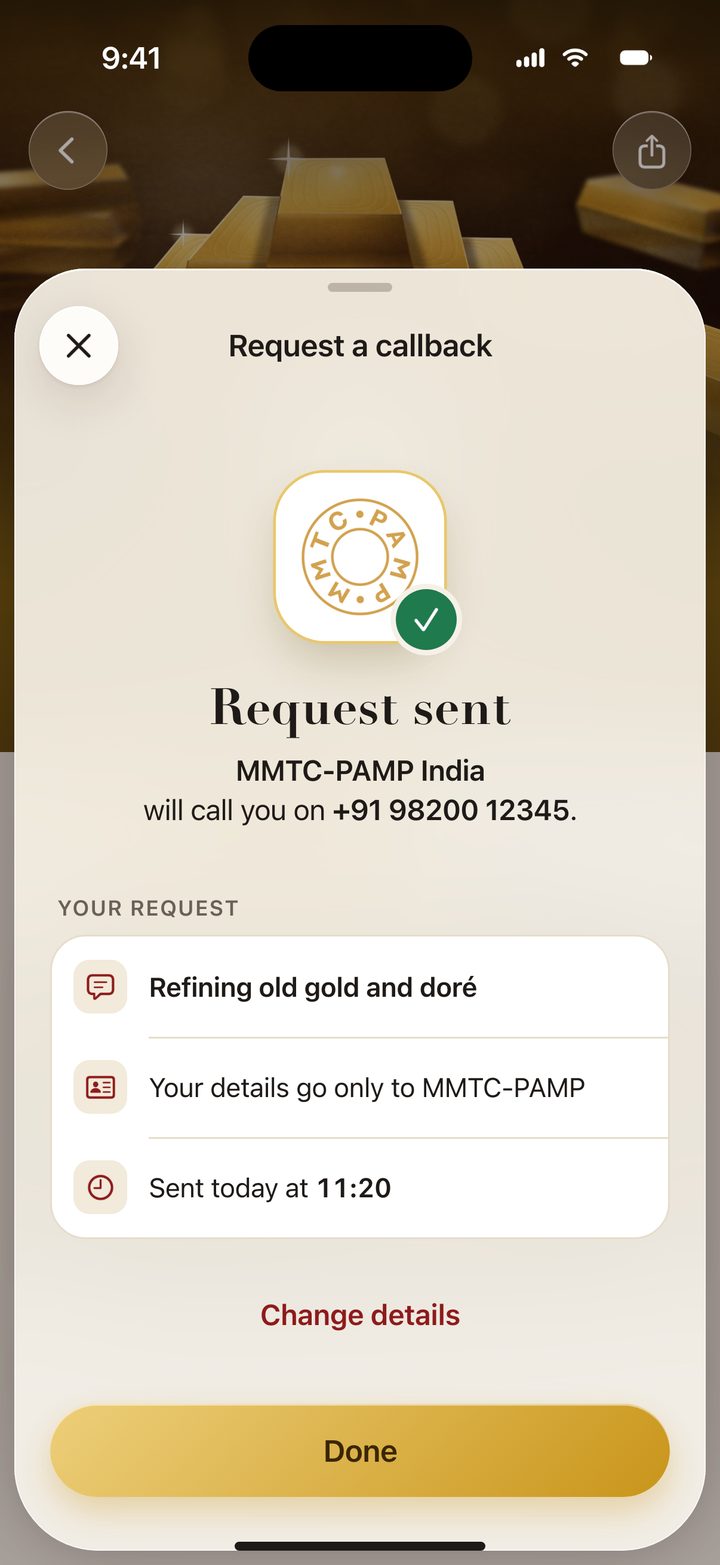 9:41
Request a callback
MMTC•PAMP•
Request sent
MMTC-PAMP India
will call you on +91 98200 12345.
YOUR REQUEST
Refining old gold and doré
Your details go only to MMTC-PAMP
Sent today at 11:20
Change details
Done